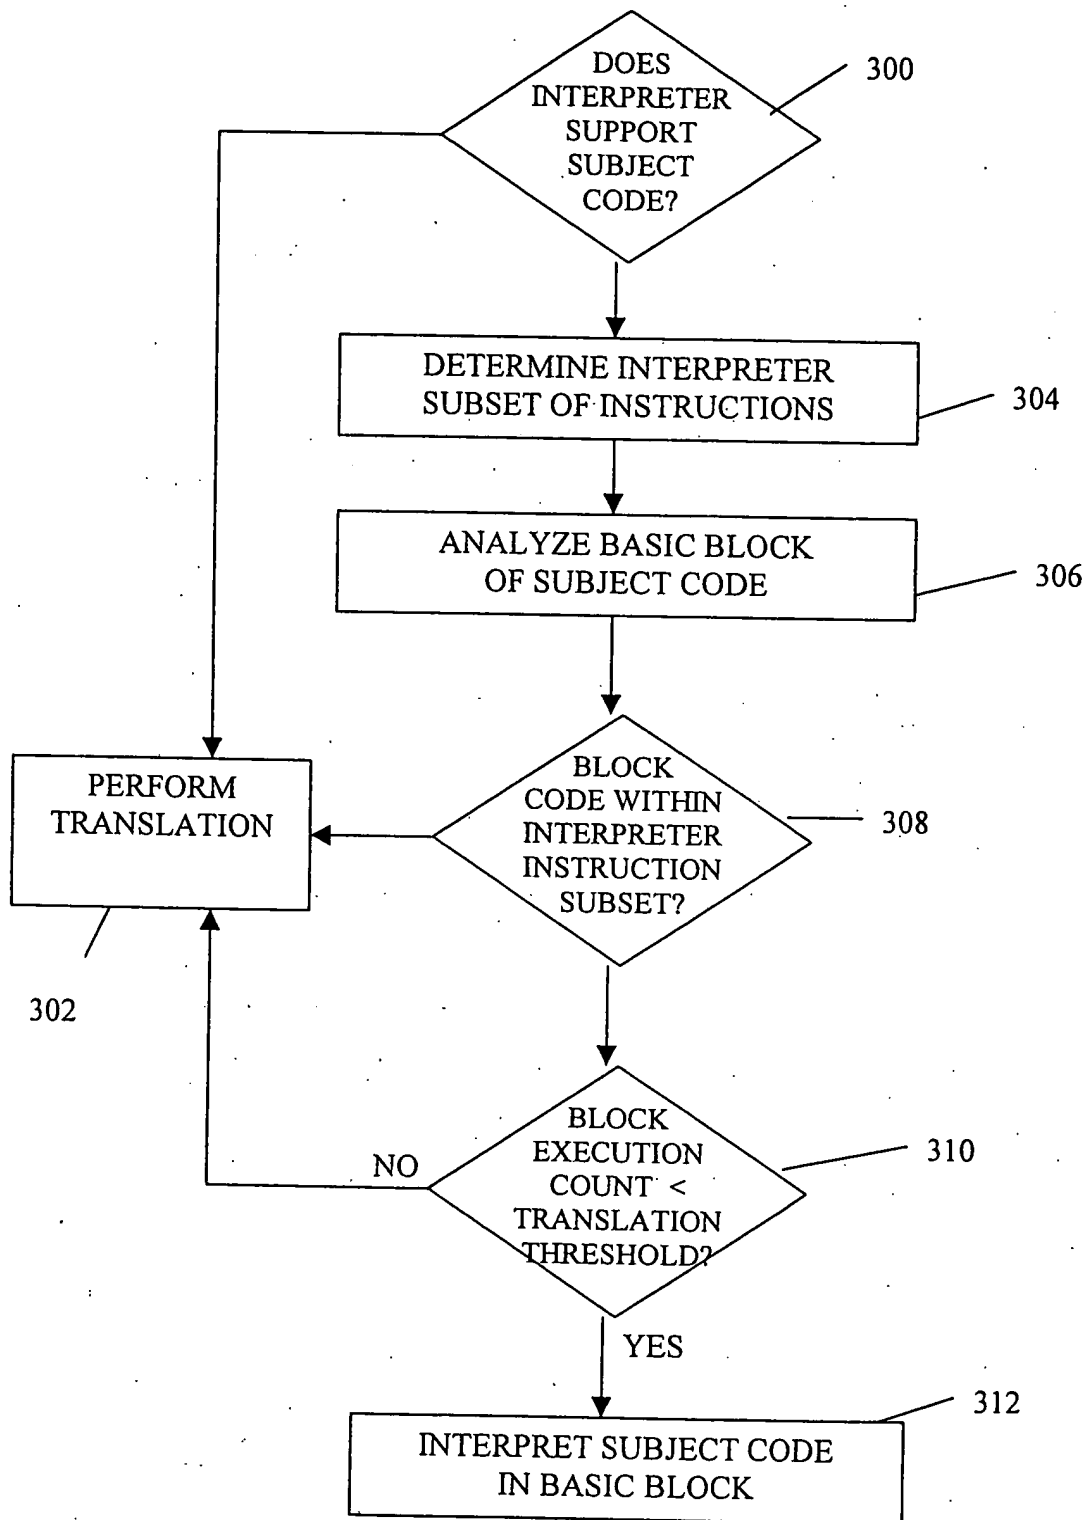 DOES
INTERPRETER
SUPPORT
SUBJECT
CODE?
300
DETERMINE INTERPRETER
SUBSET OF INSTRUCTIONS
304
ANALYZE BASIC BLOCK
OF SUBJECT CODE
306
PERFORM
TRANSLATION
302
BLOCK
CODE WITHIN
INTERPRETER
INSTRUCTION
SUBSET?
308
BLOCK
EXECUTION
COUNT <
TRANSLATION
THRESHOLD?
310
NO
YES
INTERPRET SUBJECT CODE
IN BASIC BLOCK
312